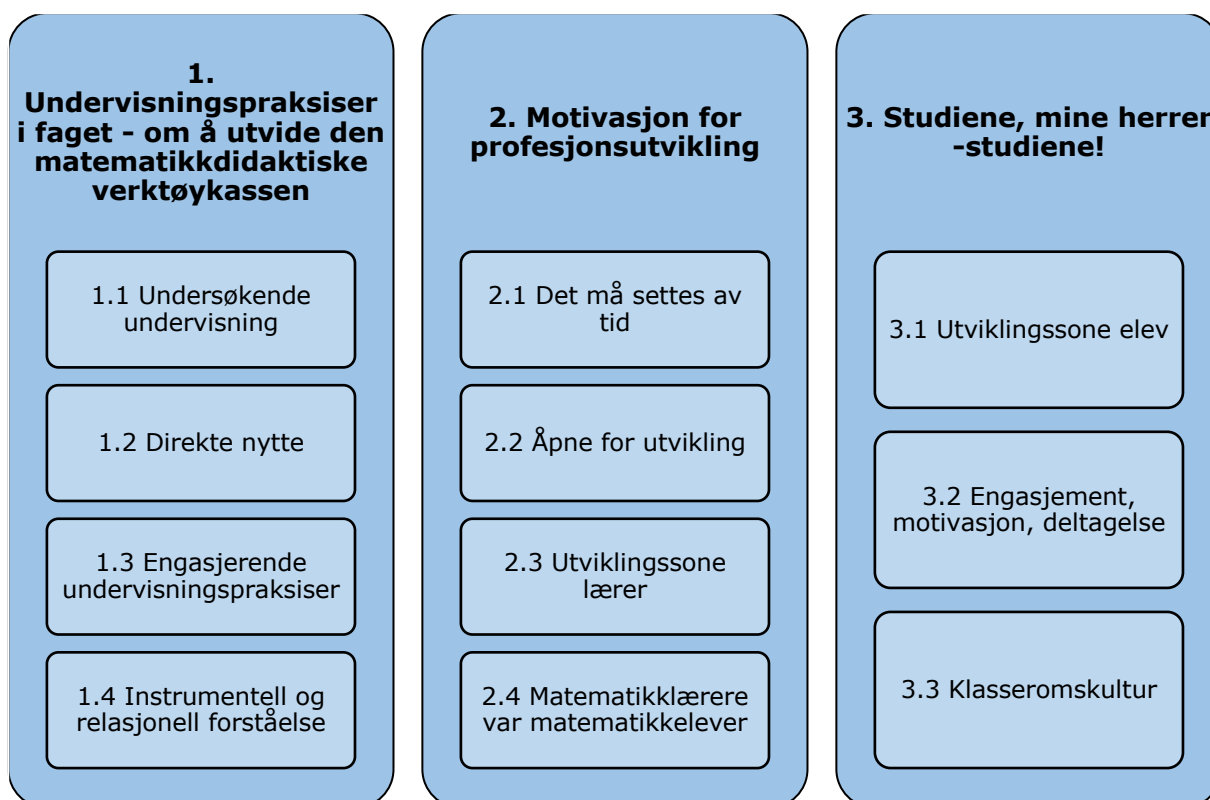 1.
Undervisningspraksiser
i faget - om å utvide den
matematikkdidaktiske
verktøykassen
1.1 Undersøkende
undervisning
1.2 Direkte nytte
1.3 Engasjerende
undervisningspraksiser
1.4 Instrumentell og
relasjonell forståelse
2. Motivasjon for
profesjonsutvikling
2.1 Det må settes av
tid
2.2 Åpne for utvikling
2.3 Utviklingssone
lærer
2.4 Matematikklærere
var matematikkelever
3. Studiene, mine herrer
-studiene!
3.1 Utviklingssone elev
3.2 Engasjement,
motivasjon, deltagelse
3.3 Klasseromskultur